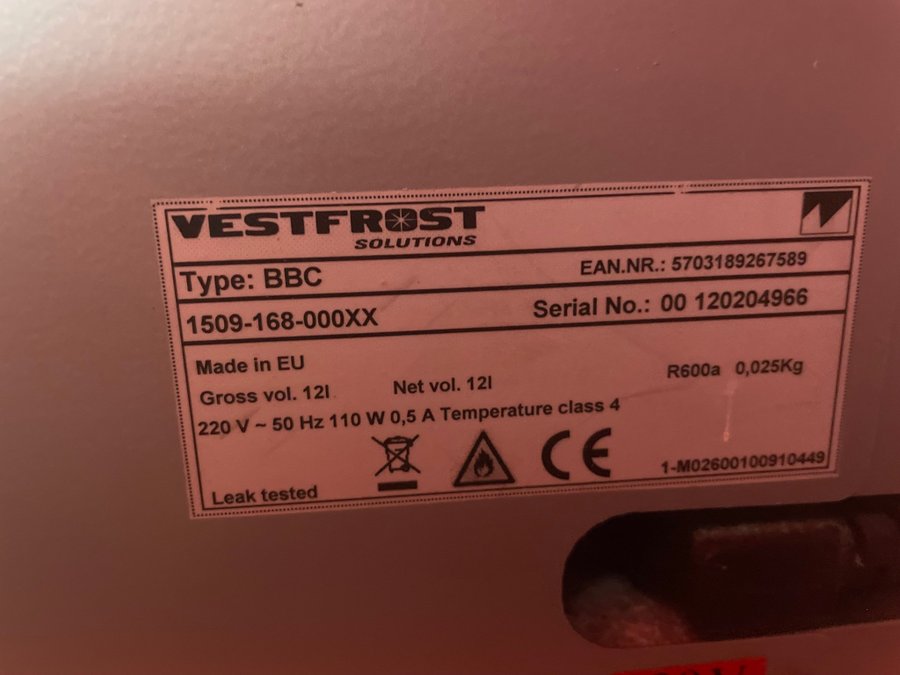 VESTFROST
SOLUTIONS
Type: BBC
EAN.NR.: 5703189267589
1509-168-000XX
Serial No.: 00 120204966
Made in EU
Gross vol. 12l
Net vol. 12l
R600a 0,025Kg
220 V ~ 50 Hz 110 W 0,5 A Temperature class 4
CE
Leak tested
1-M02600100910449